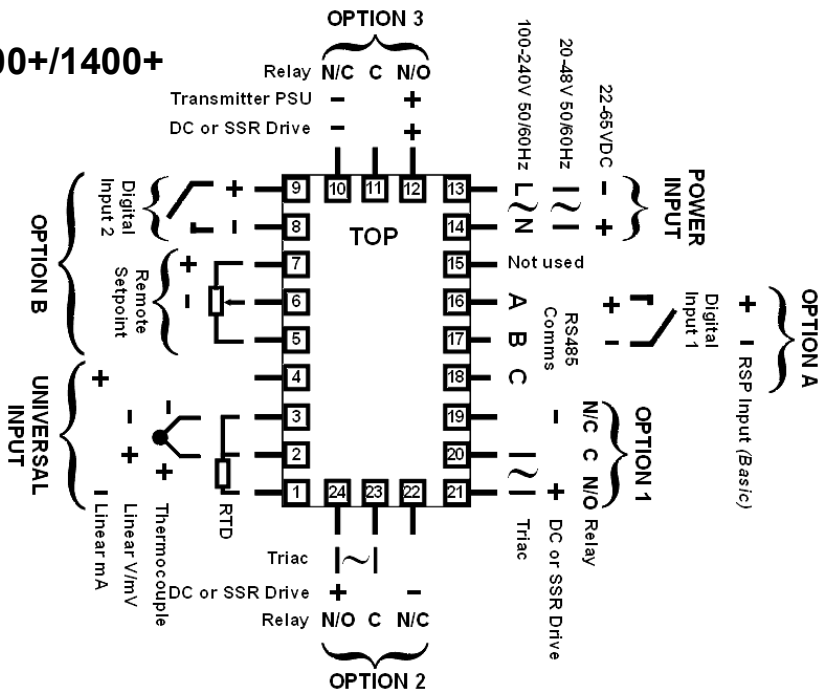 OPTION 3
00+/1400+
Relay N/C C N/O
Transmitter PSU - +
DC or SSR Drive - +
100-240V 50/60Hz
20-48V 50/60Hz
22-65VDC
L ~ N
~
- +
POWER
INPUT
9 10 11 12 13
8 TOP 14
7 15 Not used
6 16 A
5 17 B
4 18 C
3 19
2 20
1 24 23 22 21
Digital
Input 2
+
-
Remote
Setpoint
+
-
OPTION B
RS485
Comms
+
-
Digital
Input 1
+
-
RSP Input (Basic)
OPTION A
UNIVERSAL
INPUT
+
- Linear mA
-
+
Linear V/mV
-
+
Thermocouple
RTD
OPTION 1
N/C C N/O Relay
- + DC or SSR Drive
~ Triac
Triac ~
DC or SSR Drive + -
Relay N/O C N/C
OPTION 2